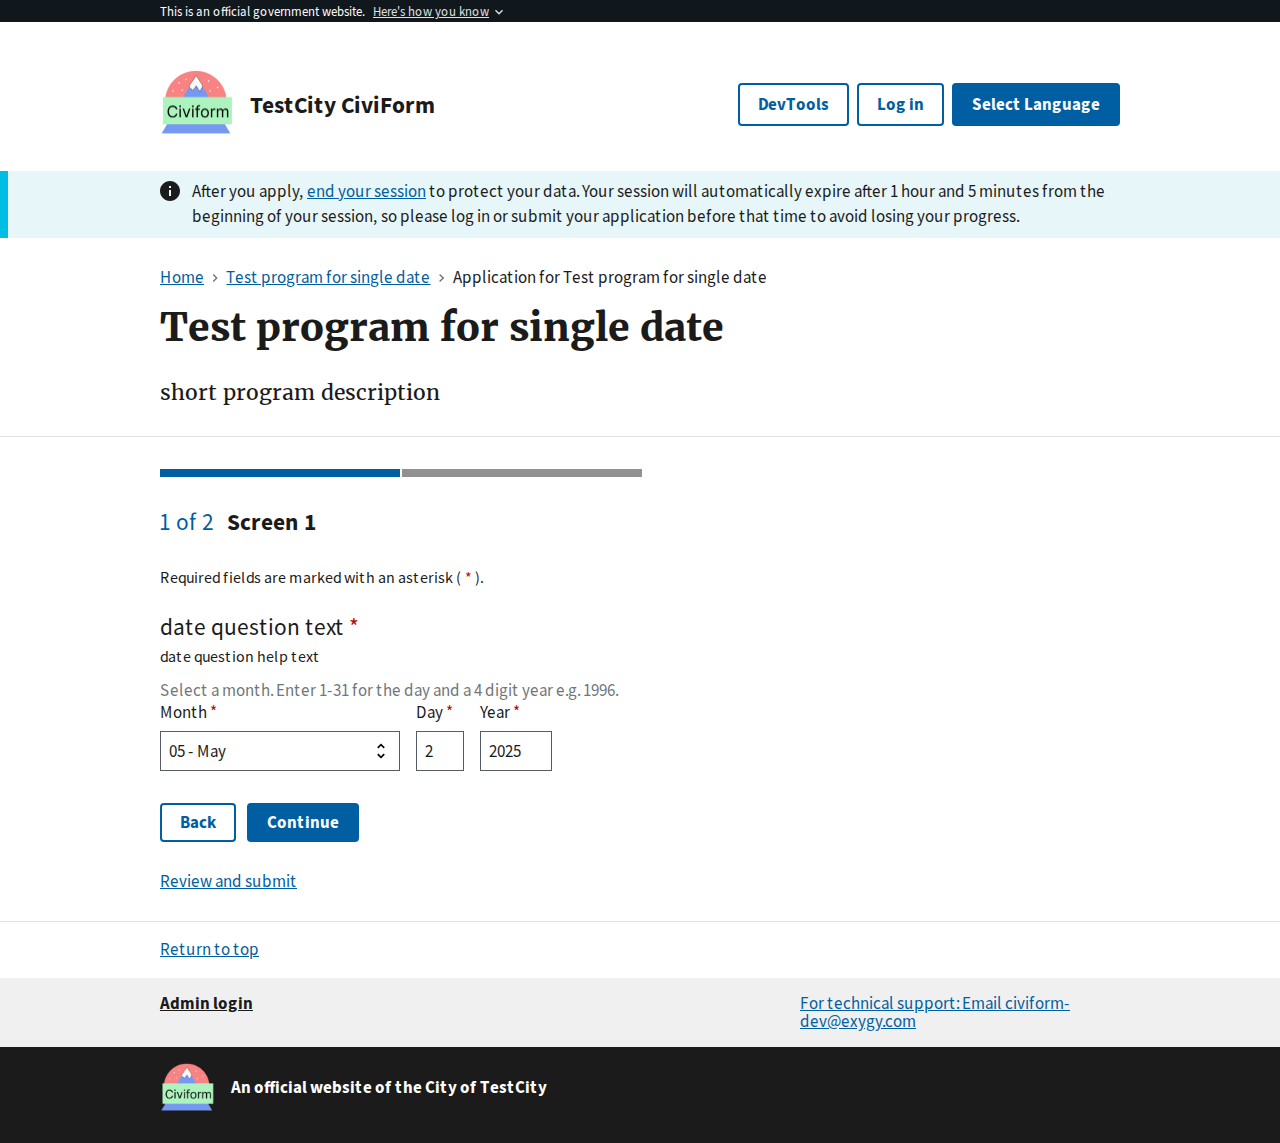 This is an official government website. Here's how you know
Civiform
TestCity CiviForm
DevTools
Log in
Select Language
After you apply, end your session to protect your data. Your session will automatically expire after 1 hour and 5 minutes from the
beginning of your session, so please log in or submit your application before that time to avoid losing your progress.
Home
Test program for single date
Application for Test program for single date
Test program for single date
short program description
1 of 2 Screen 1
Required fields are marked with an asterisk ( * ).
date question text *
date question help text
Select a month. Enter 1-31 for the day and a 4 digit year e.g. 1996.
Month * Day * Year *
05 - May 2 2025
Back
Continue
Review and submit
Return to top
Admin login
For technical support: Email civiform-
dev@exygy.com
Civiform
An official website of the City of TestCity